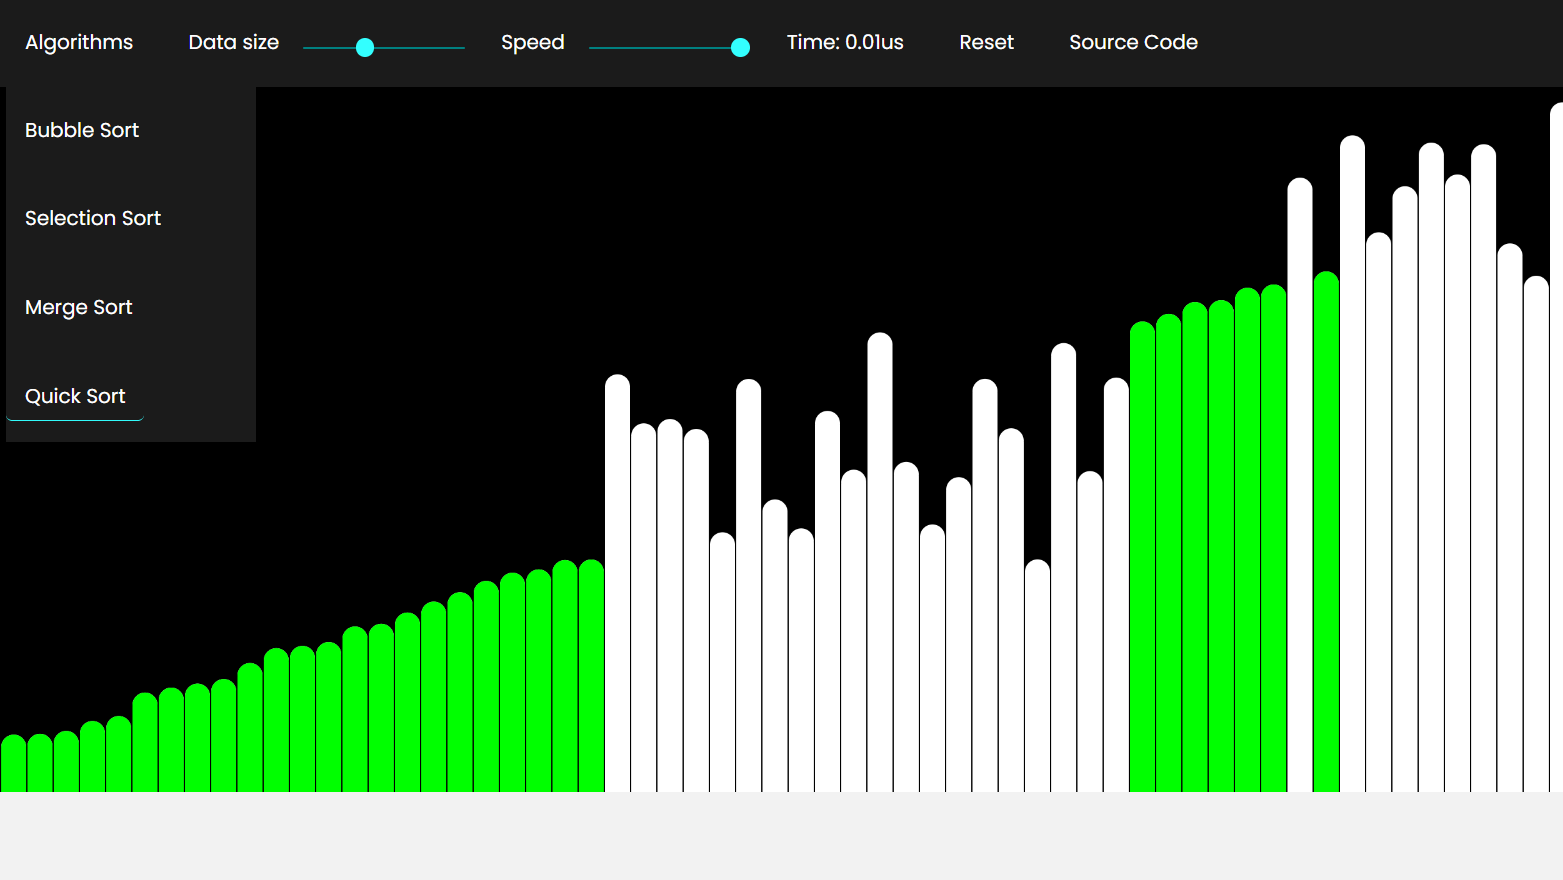 Algorithms Data size Speed Time: 0.01us Reset Source Code
Bubble Sort
Selection Sort
Merge Sort
Quick Sort